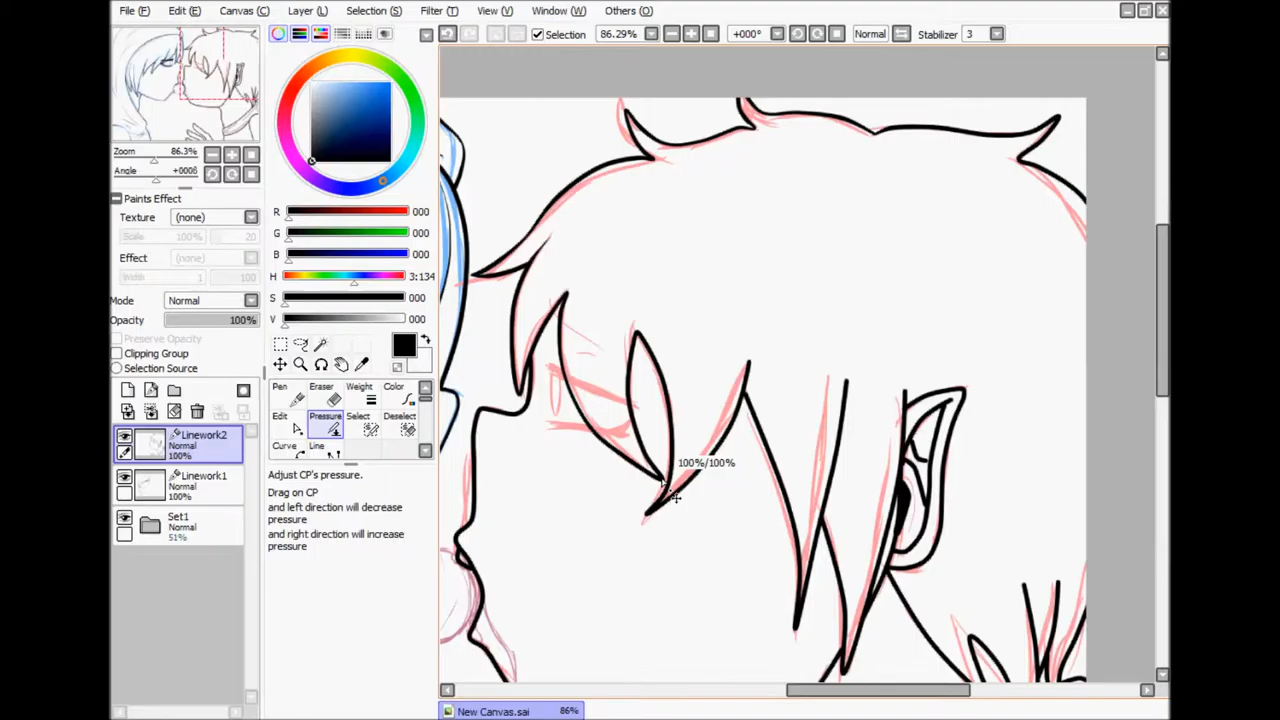 File (F) Edit (E) Canvas (C) Layer (L) Selection (S) Filter (T) View (V) Window (W) Others (O)
Selection 86.29% +000° Normal Stabilizer 3
Zoom 86.3%
Angle +000ß
Paints Effect
Texture (none)
Scale 100% 20
Effect (none)
Width 1 100
Mode Normal
Opacity 100%
Preserve Opacity
Clipping Group
Selection Source
Linework2
Normal
100%
Linework1
Normal
100%
Set1
Normal
51%
R 000
G 000
B 000
H 3:134
S 000
V 000
Pen Eraser Weight Color
Edit Pressure Select Deselect
Curve Line
Adjust CP's pressure.
Drag on CP
and left direction will decrease
pressure
and right direction will increase
pressure
100%/100%
New Canvas.sai 86%